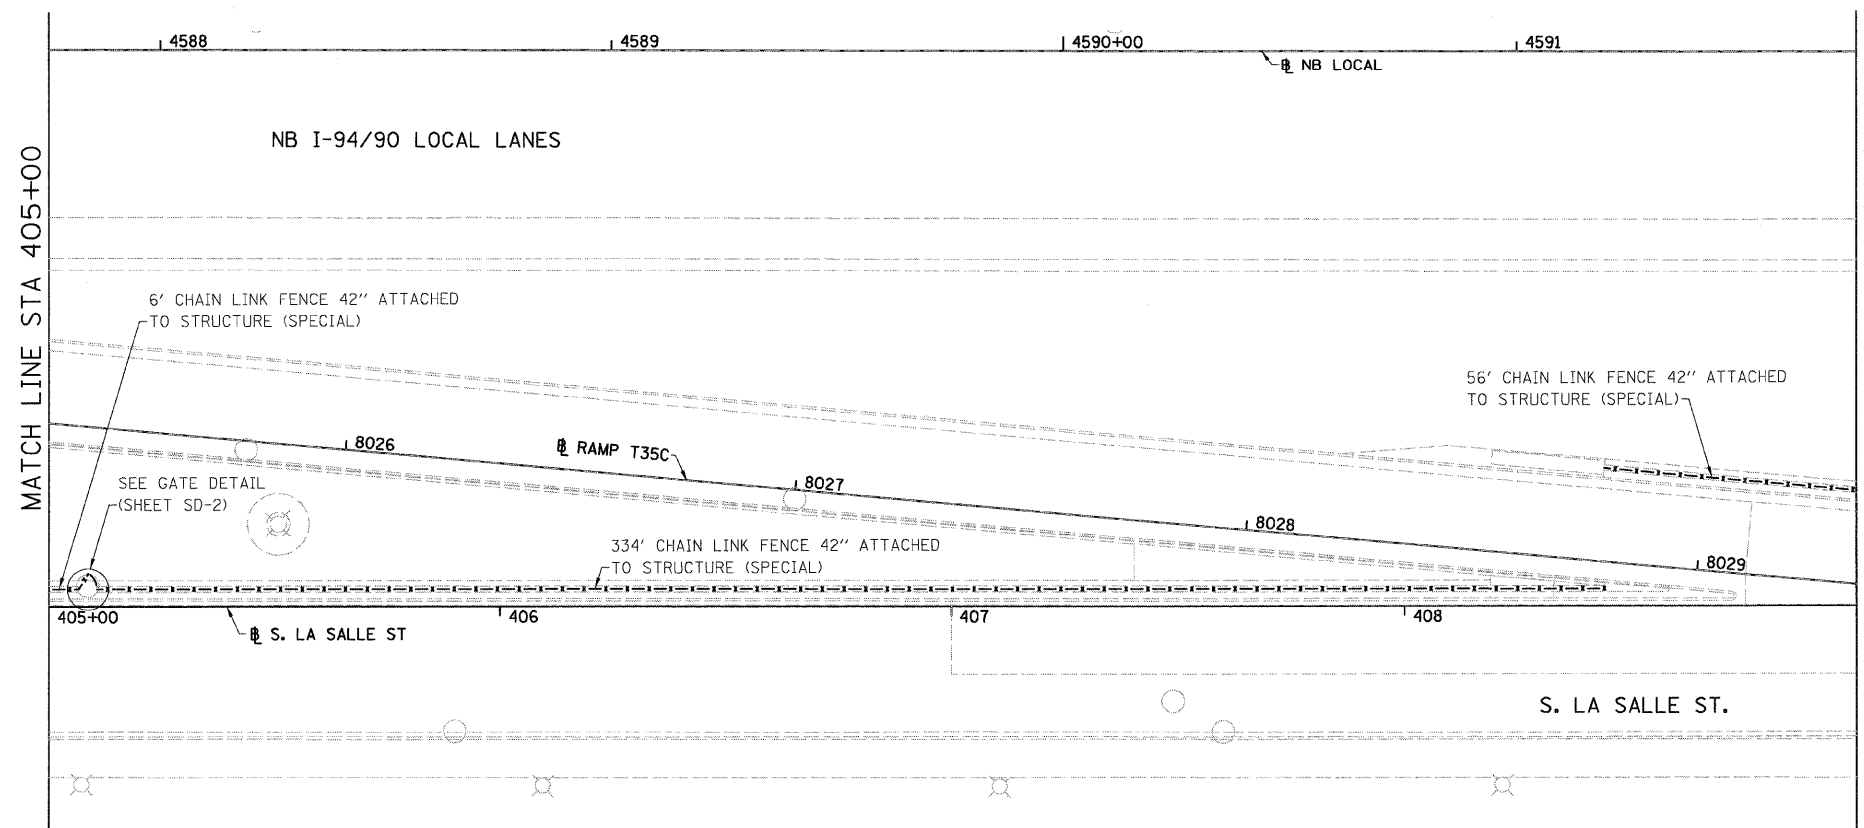 4588
4589
4590+00
4591
℄ NB LOCAL
NB I-94/90 LOCAL LANES
MATCH LINE STA 405+00
6' CHAIN LINK FENCE 42" ATTACHED
TO STRUCTURE (SPECIAL)
56' CHAIN LINK FENCE 42" ATTACHED
TO STRUCTURE (SPECIAL)
8026
℄ RAMP T35C
8027
SEE GATE DETAIL
(SHEET SD-2)
8028
334' CHAIN LINK FENCE 42" ATTACHED
TO STRUCTURE (SPECIAL)
8029
405+00
406
407
408
℄ S. LA SALLE ST
S. LA SALLE ST.